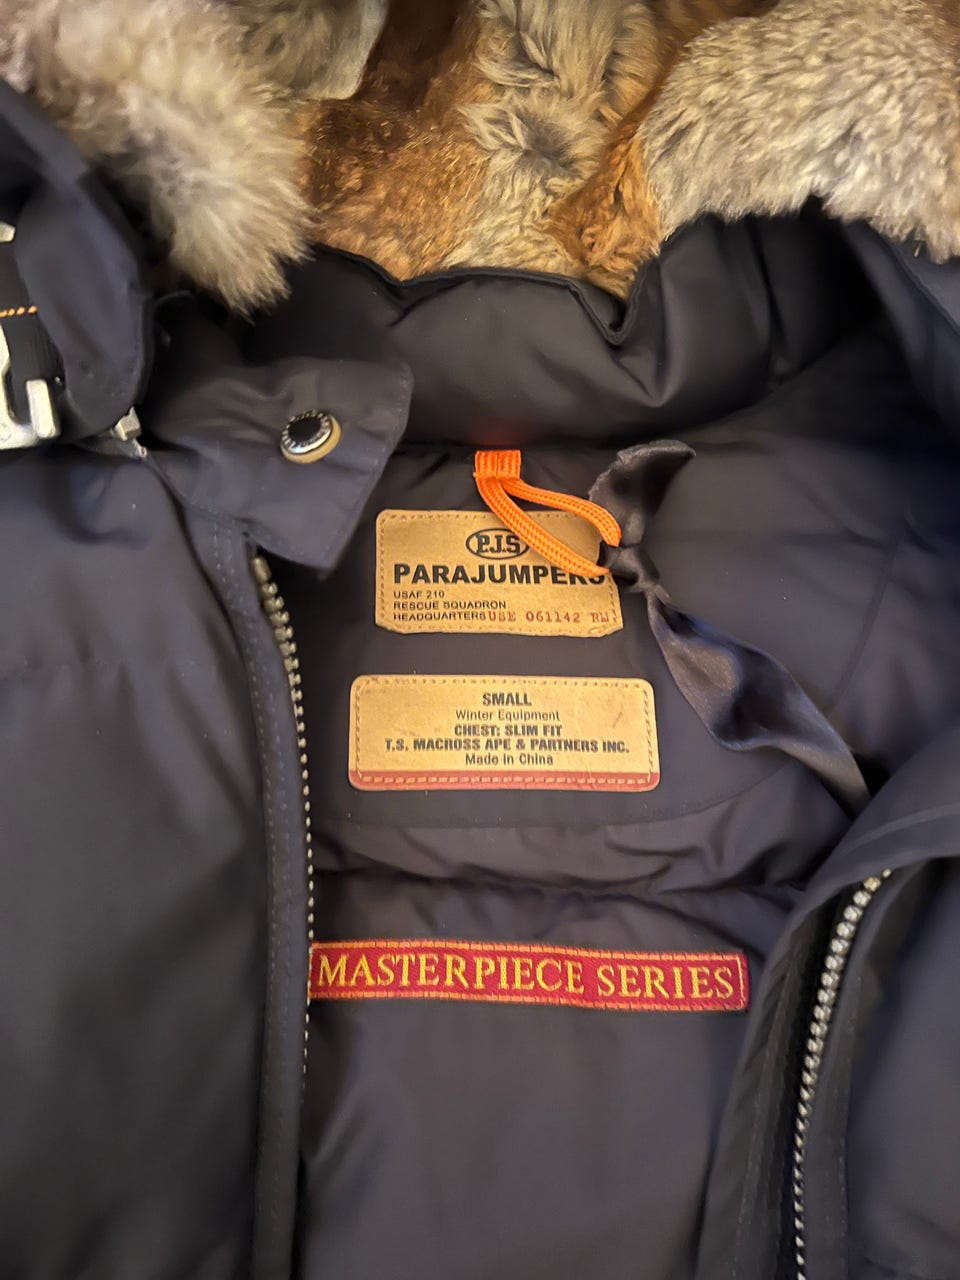 P.J.S
PARAJUMPERS
USAF 210
RESCUE SQUADRON
HEADQUARTERS USE 061142 RW
SMALL
Winter Equipment
CHEST: SLIM FIT
T.S. MACROSS APE & PARTNERS INC.
Made in China
MASTERPIECE SERIES